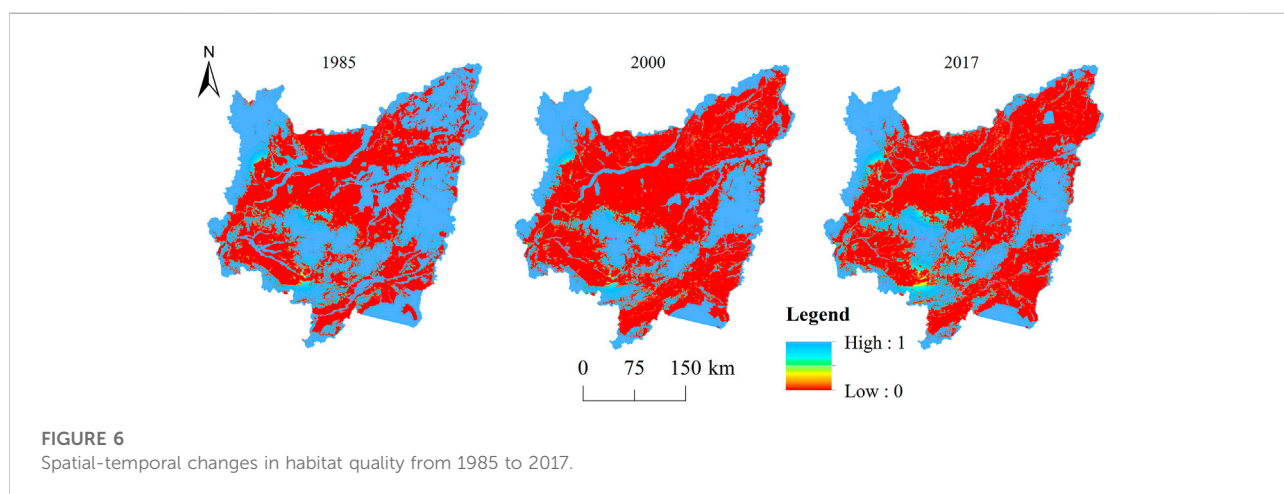 N
1985
2000
2017
Legend
High : 1
Low : 0
0 75 150 km
FIGURE 6
Spatial-temporal changes in habitat quality from 1985 to 2017.